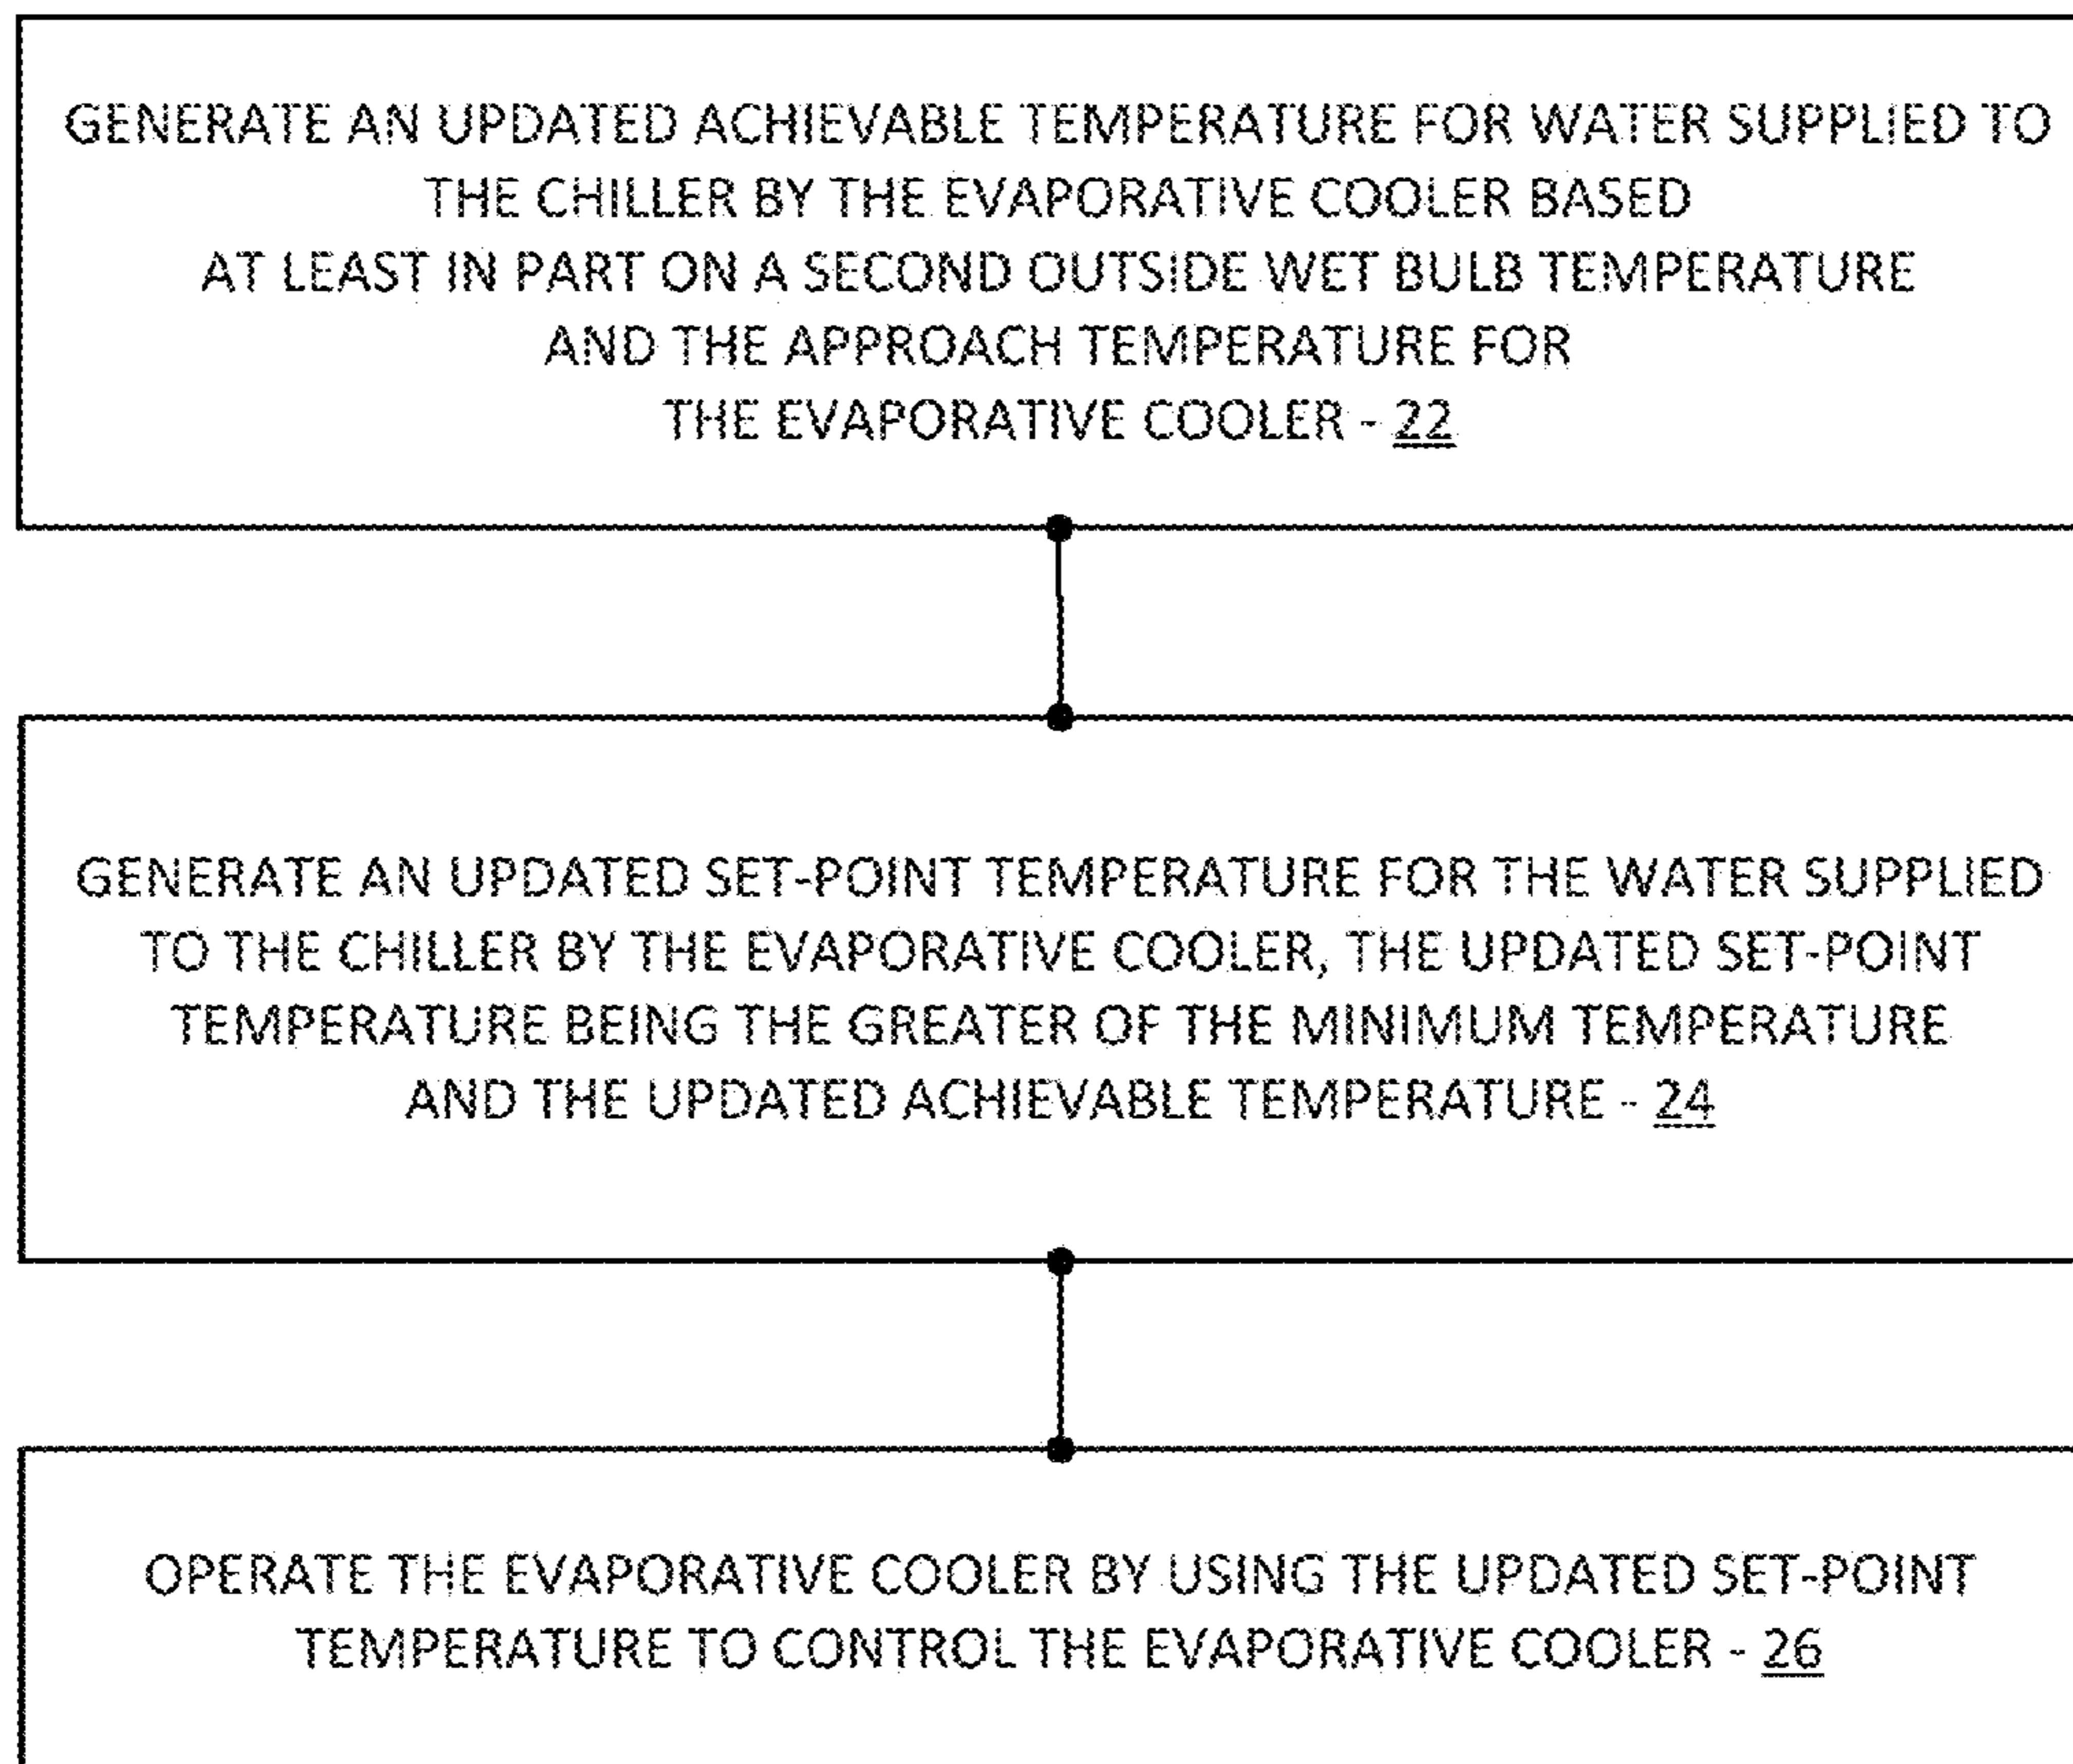 GENERATE AN UPDATED ACHIEVABLE TEMPERATURE FOR WATER SUPPLIED TO
THE CHILLER BY THE EVAPORATIVE COOLER BASED
AT LEAST IN PART ON A SECOND OUTSIDE WET BULB TEMPERATURE
AND THE APPROACH TEMPERATURE FOR
THE EVAPORATIVE COOLER - 22
GENERATE AN UPDATED SET-POINT TEMPERATURE FOR THE WATER SUPPLIED
TO THE CHILLER BY THE EVAPORATIVE COOLER, THE UPDATED SET-POINT
TEMPERATURE BEING THE GREATER OF THE MINIMUM TEMPERATURE
AND THE UPDATED ACHIEVABLE TEMPERATURE - 24
OPERATE THE EVAPORATIVE COOLER BY USING THE UPDATED SET-POINT
TEMPERATURE TO CONTROL THE EVAPORATIVE COOLER - 26